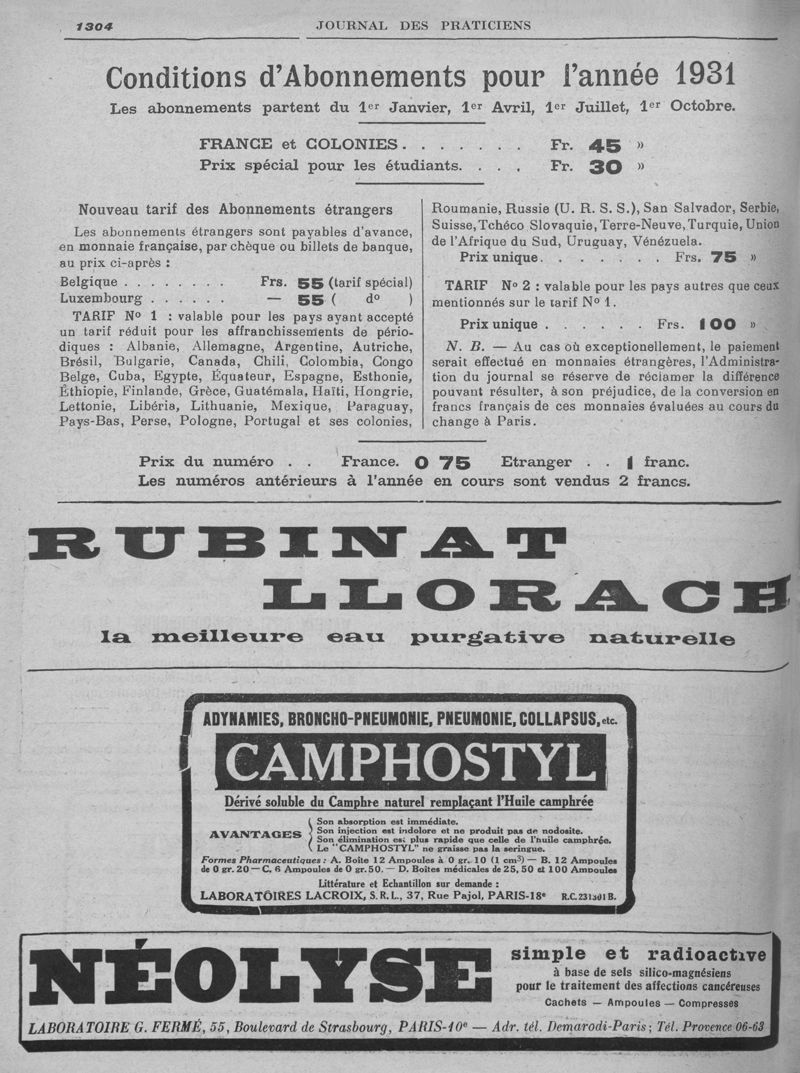 1304
JOURNAL DES PRATICIENS
Conditions d'Abonnements pour l'année 1931
Les abonnements partent du 1er Janvier, 1er Avril, 1er Juillet, 1er Octobre.
FRANCE et COLONIES. . . . . . . Fr. 45 »
Prix spécial pour les étudiants. . . . Fr. 30 »
Nouveau tarif des Abonnements étrangers
Les abonnements étrangers sont payables d'avance,
en monnaie française, par chèque ou billets de banque,
au prix ci-après :
Belgique . . . . . . . . Frs. 55 (tarif spécial)
Luxembourg . . . . . . — 55 ( do )
TARIF No 1 : valable pour les pays ayant accepté
un tarif réduit pour les affranchissements de pério-
diques : Albanie, Allemagne, Argentine, Autriche,
Brésil, Bulgarie, Canada, Chili, Colombia, Congo
Belge, Cuba, Egypte, Équateur, Espagne, Esthonie,
Éthiopie, Finlande, Grèce, Guatémala, Haïti, Hongrie,
Lettonie, Libéria, Lithuanie, Mexique, Paraguay,
Pays-Bas, Perse, Pologne, Portugal et ses colonies,
Roumanie, Russie (U. R. S. S.), San Salvador, Serbie,
Suisse, Tchéco Slovaquie, Terre-Neuve, Turquie, Union
de l'Afrique du Sud, Uruguay, Vénézuela.
Prix unique. . . . . . . Frs. 75 »
TARIF No 2 : valable pour les pays autres que ceux
mentionnés sur le tarif No 1.
Prix unique . . . . . . Frs. 100 »
N. B. — Au cas où exceptionellement, le paiement
serait effectué en monnaies étrangères, l'Administra-
tion du journal se réserve de réclamer la différence
pouvant résulter, à son préjudice, de la conversion en
francs français de ces monnaies évaluées au cours du
change à Paris.
Prix du numéro . . France. 0 75 Etranger . . 1 franc.
Les numéros antérieurs à l'année en cours sont vendus 2 francs.
RUBINAT
LLORACH
la meilleure eau purgative naturelle
ADYNAMIES, BRONCHO-PNEUMONIE, PNEUMONIE, COLLAPSUS, etc.
CAMPHOSTYL
Dérivé soluble du Camphre naturel remplaçant l'Huile camphrée
AVANTAGES
Son absorption est immédiate.
Son injection est indolore et ne produit pas de nodosite.
Son élimination est plus rapide que celle de l'huile camphrée.
Le "CAMPHOSTYL" ne graisse pas la seringue.
Formes Pharmaceutiques : A. Boîte 12 Ampoules à 0 gr. 10 (1 cm3) — B. 12 Ampoules
de 0 gr. 20 — C. 6 Ampoules de 0 gr. 50. — D. Boîtes médicales de 25, 50 et 100 Ampoules
Littérature et Echantillon sur demande :
LABORATOIRES LACROIX, S. R. L., 37, Rue Pajol, PARIS-18e R.C.
NÉOLYSE
simple et radioactive
à base de sels silico-magnésiens
pour le traitement des affections cancéreuses
Cachets — Ampoules — Compresses
LABORATOIRE G. FERMÉ, 55, Boulevard de Strasbourg, PARIS-10e — Adr. tél. Demarodi-Paris ; Tél. Provence 06-63